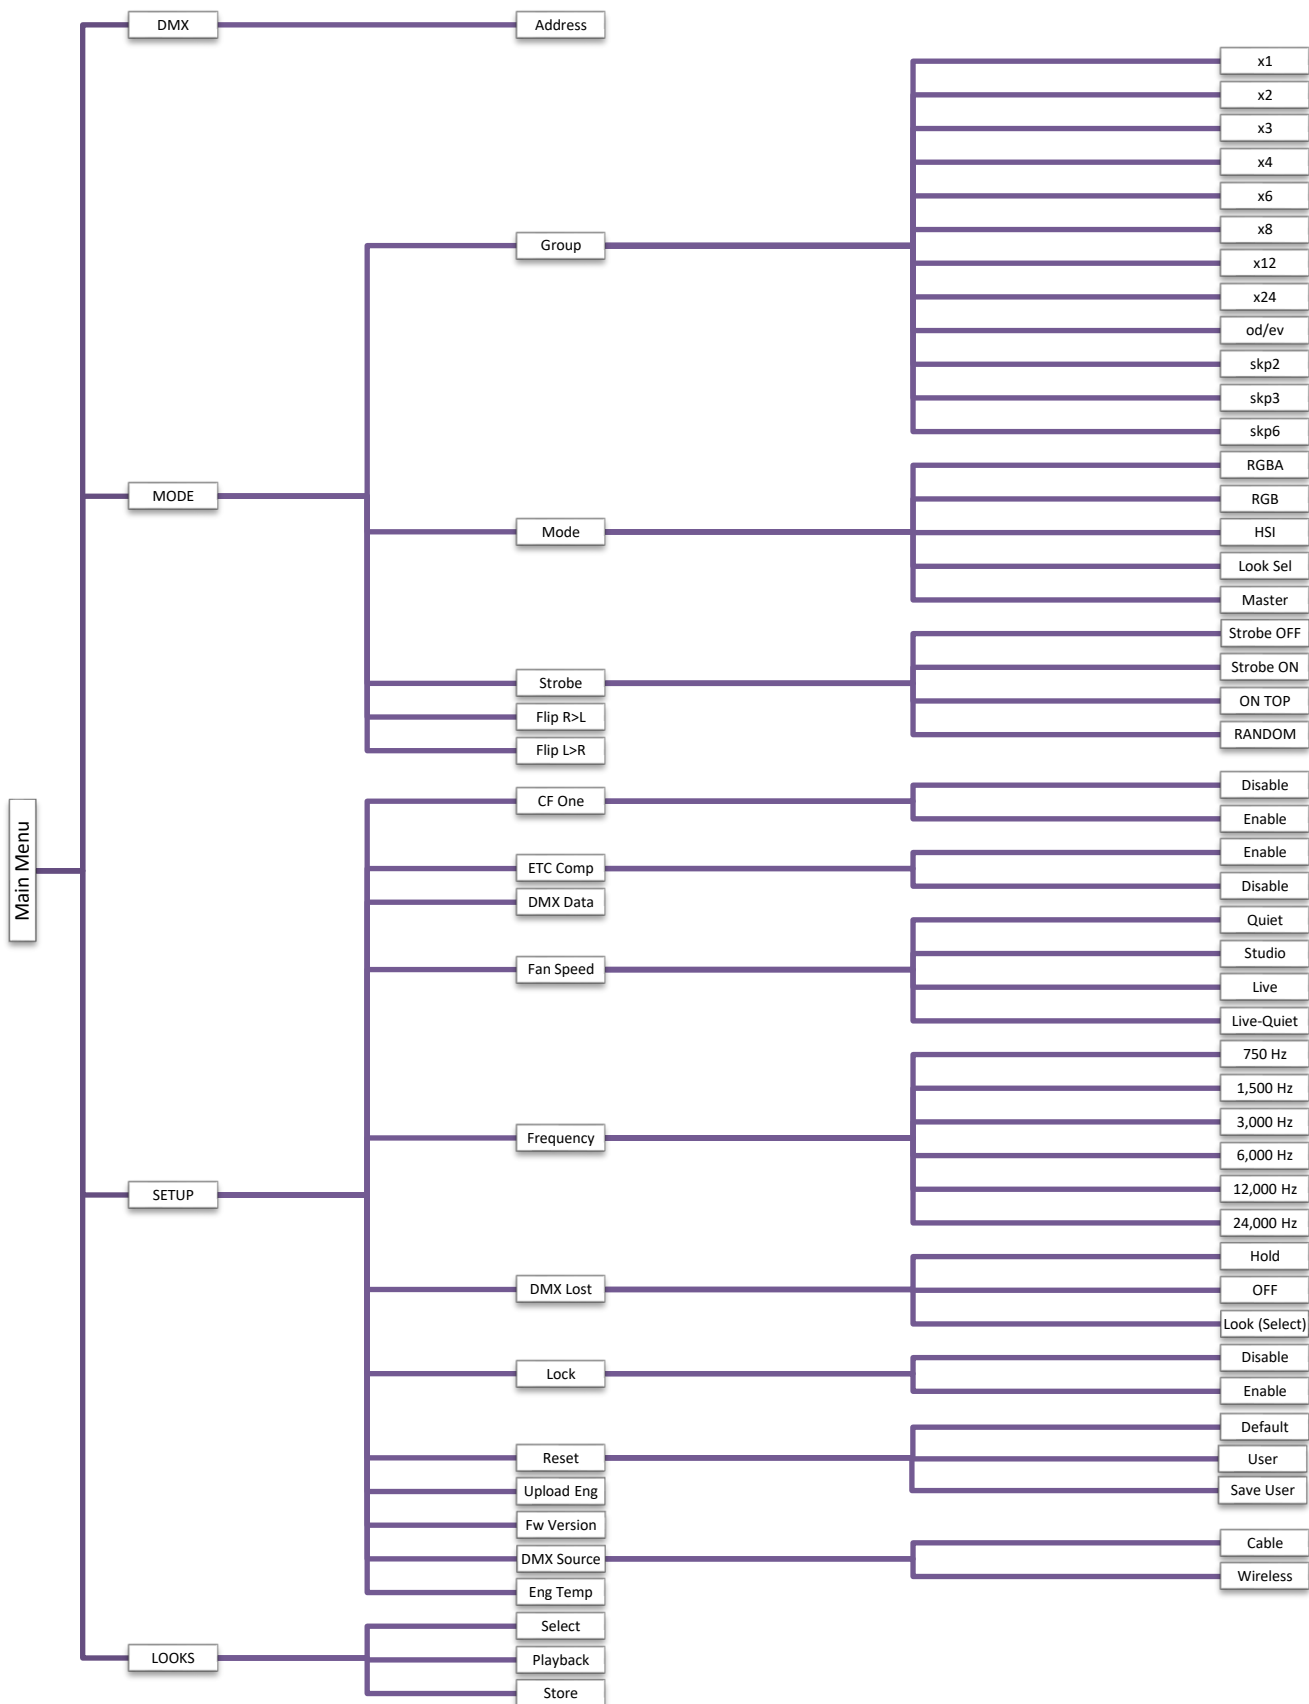 Main Menu
DMX
Address
MODE
Group
x1
x2
x3
x4
x6
x8
x12
x24
od/ev
skp2
skp3
skp6
Mode
RGBA
RGB
HSI
Look Sel
Master
Strobe
Strobe OFF
Strobe ON
ON TOP
RANDOM
Flip R>L
Flip L>R
SETUP
CF One
Disable
Enable
ETC Comp
Enable
Disable
DMX Data
Fan Speed
Quiet
Studio
Live
Live-Quiet
Frequency
750 Hz
1,500 Hz
3,000 Hz
6,000 Hz
12,000 Hz
24,000 Hz
DMX Lost
Hold
OFF
Look (Select)
Lock
Disable
Enable
Reset
Default
User
Save User
Upload Eng
Fw Version
DMX Source
Cable
Wireless
Eng Temp
LOOKS
Select
Playback
Store